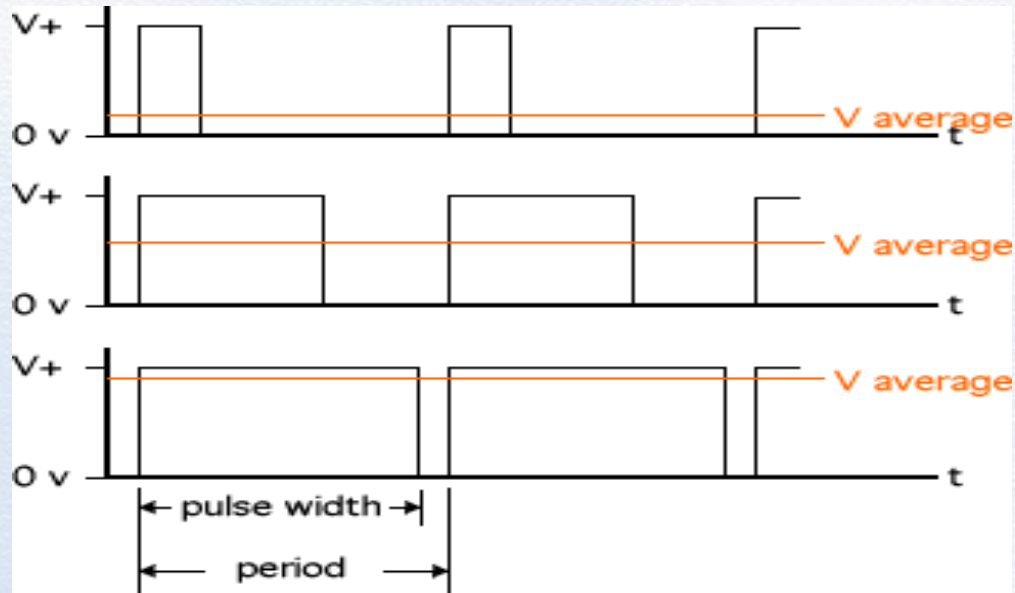 V+
V average
0 v
t
V+
V average
0 v
t
V+
V average
0 v
t
pulse width
period